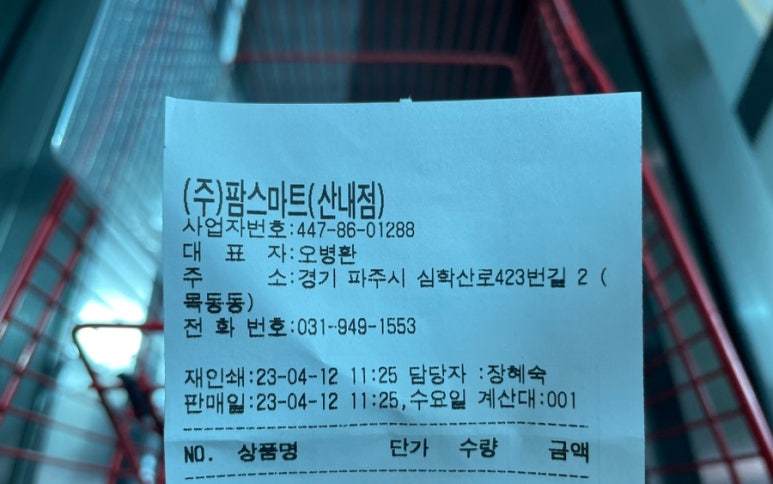 (주)팜스마트(산내점)
사업자번호:447-86-01288
대 표 자:오병환
주 소:경기 파주시 심학산로423번길 2 (
목동동)
전 화 번호:031-949-1553
재인쇄:23-04-12 11:25 담당자 :장혜숙
판매일:23-04-12 11:25,수요일 계산대:001
NO. 상품명 단가 수량 금액